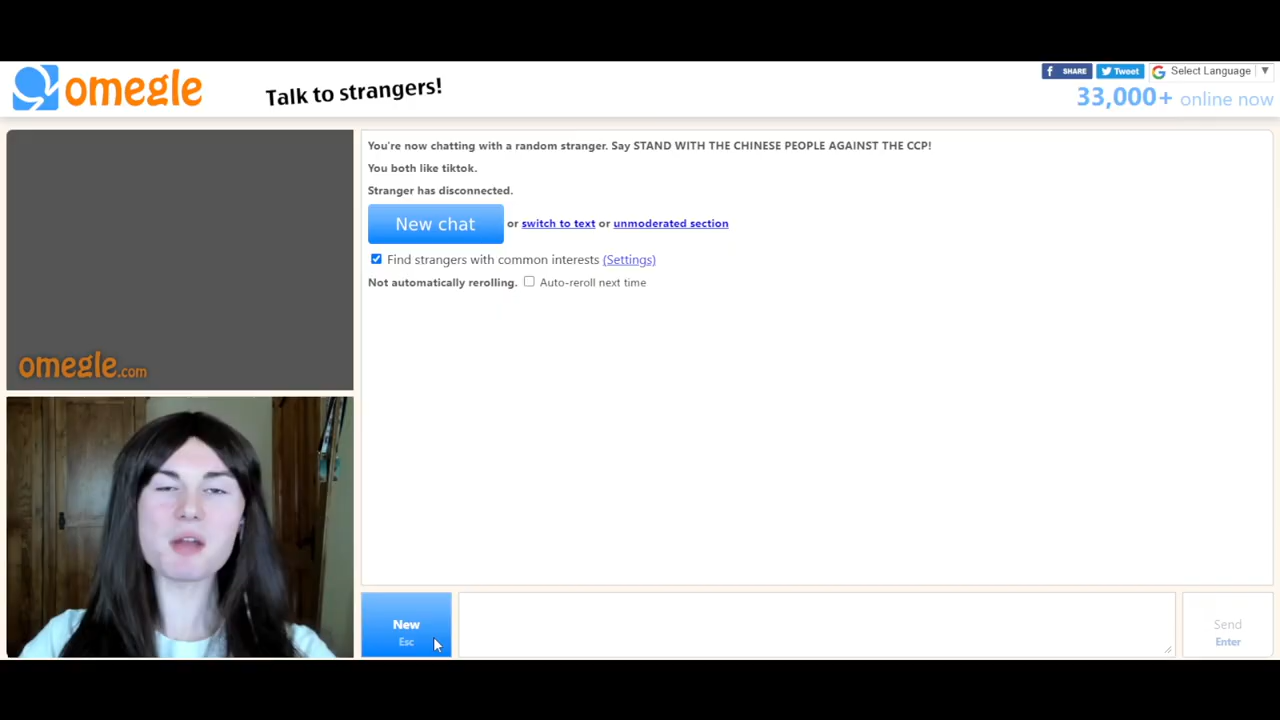 omegle
Talk to strangers!
f SHARE
Tweet
G Select Language ▼
33,000+ online now
You're now chatting with a random stranger. Say STAND WITH THE CHINESE PEOPLE AGAINST THE CCP!
You both like tiktok.
Stranger has disconnected.
New chat or switch to text or unmoderated section
Find strangers with common interests (Settings)
Not automatically rerolling. Auto-reroll next time
omegle.com
New
Esc
Send
Enter